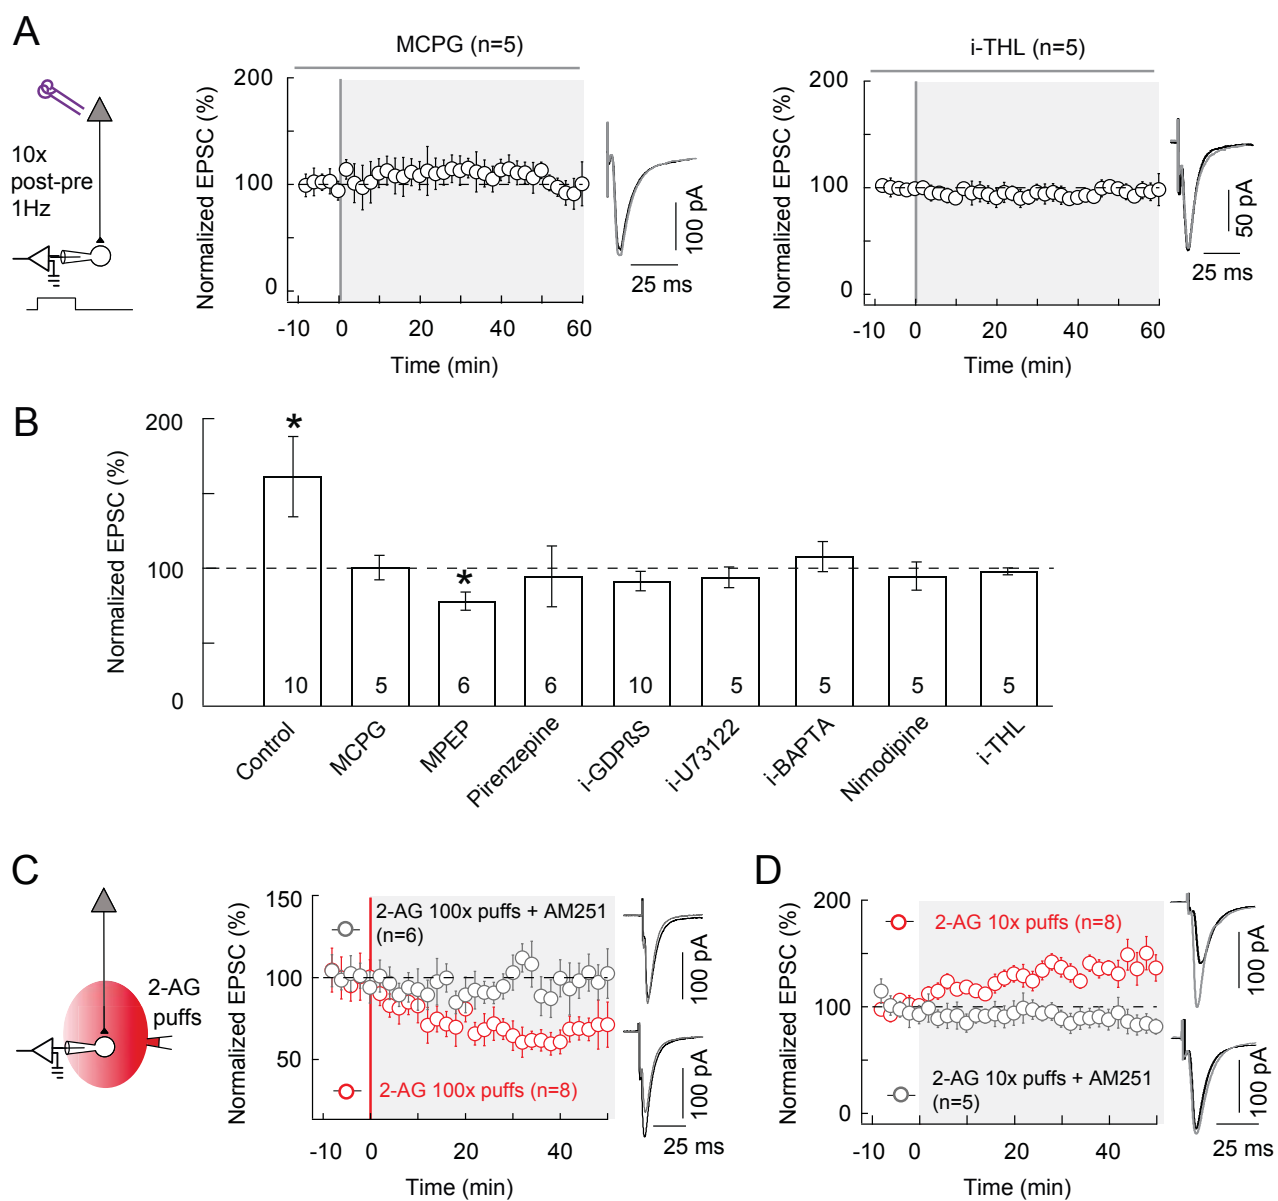 A
MCPG (n=5)
i-THL (n=5)
10x
post-pre
1Hz
Normalized EPSC (%)
200
100
0
-10 0 20 40 60
Time (min)
100 pA
25 ms
Normalized EPSC (%)
200
100
0
-10 0 20 40 60
Time (min)
50 pA
25 ms
B
Normalized EPSC (%)
200
100
0
* *
10 5 6 6 10 5 5 5 5
Control MCPG MPEP Pirenzepine i-GDPßS i-U73122 i-BAPTA Nimodipine i-THL
C
2-AG
puffs
Normalized EPSC (%)
150
100
50
2-AG 100x puffs + AM251
(n=6)
2-AG 100x puffs (n=8)
-10 0 20 40
Time (min)
100 pA
100 pA
25 ms
D
Normalized EPSC (%)
200
100
0
2-AG 10x puffs (n=8)
2-AG 10x puffs + AM251
(n=5)
-10 0 20 40
Time (min)
100 pA
100 pA
25 ms